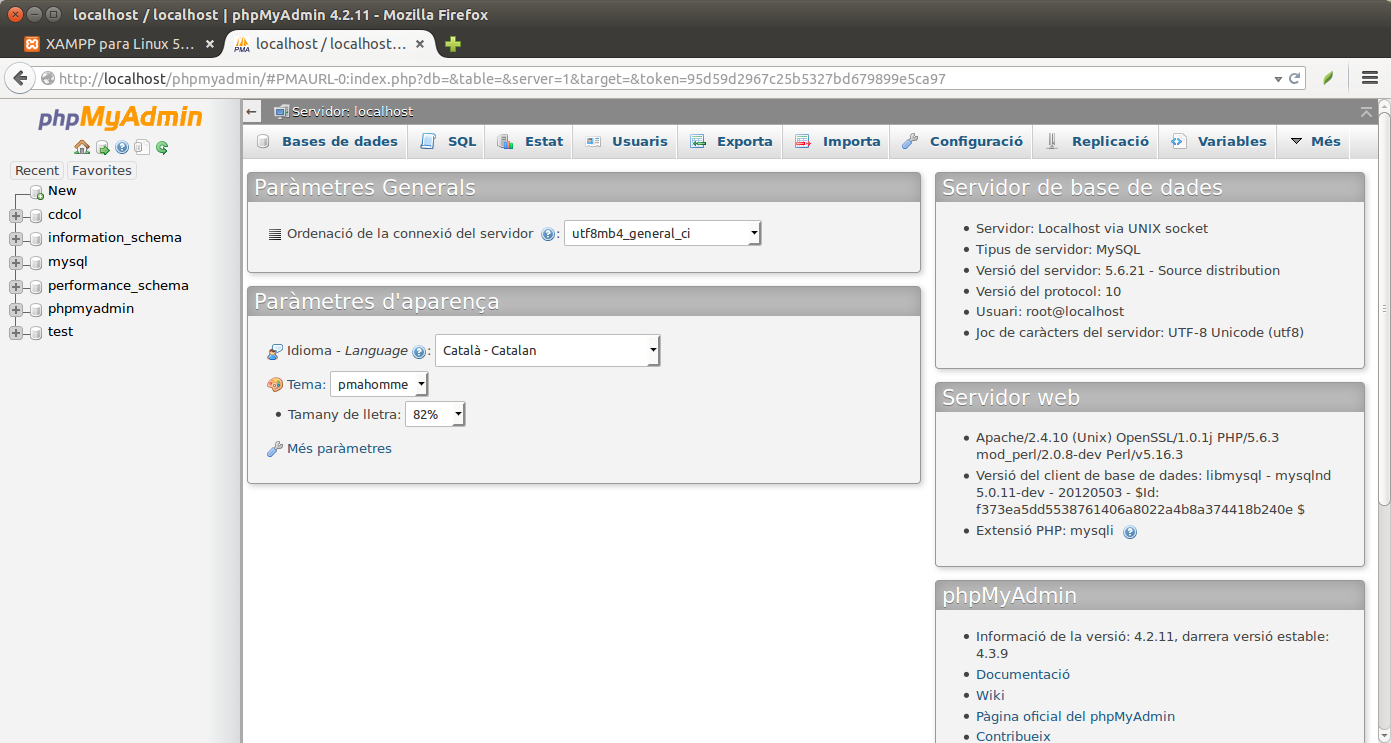 localhost / localhost | phpMyAdmin 4.2.11 - Mozilla Firefox
XAMPP para Linux 5... localhost / localhost...
http://localhost/phpmyadmin/#PMAURL-0:index.php?db=&table=&server=1&target=&token=95d59d2967c25b5327bd679899e5ca97
phpMyAdmin
Recent Favorites
New
cdcol
information_schema
mysql
performance_schema
phpmyadmin
test
Servidor: localhost
Bases de dades SQL Estat Usuaris Exporta Importa Configuració Replicació Variables Més
Paràmetres Generals
Ordenació de la connexió del servidor : utf8mb4_general_ci
Paràmetres d'aparença
Idioma - Language : Català - Catalan
Tema: pmahomme
Tamany de lletra: 82%
Més paràmetres
Servidor de base de dades
Servidor: Localhost via UNIX socket
Tipus de servidor: MySQL
Versió del servidor: 5.6.21 - Source distribution
Versió del protocol: 10
Usuari: root@localhost
Joc de caràcters del servidor: UTF-8 Unicode (utf8)
Servidor web
Apache/2.4.10 (Unix) OpenSSL/1.0.1j PHP/5.6.3
mod_perl/2.0.8-dev Perl/v5.16.3
Versió del client de base de dades: libmysql - mysqlnd
5.0.11-dev - 20120503 - $Id:
f373ea5dd5538761406a8022a4b8a374418b240e $
Extensió PHP: mysqli
phpMyAdmin
Informació de la versió: 4.2.11, darrera versió estable:
4.3.9
Documentació
Wiki
Pàgina oficial del phpMyAdmin
Contribueix